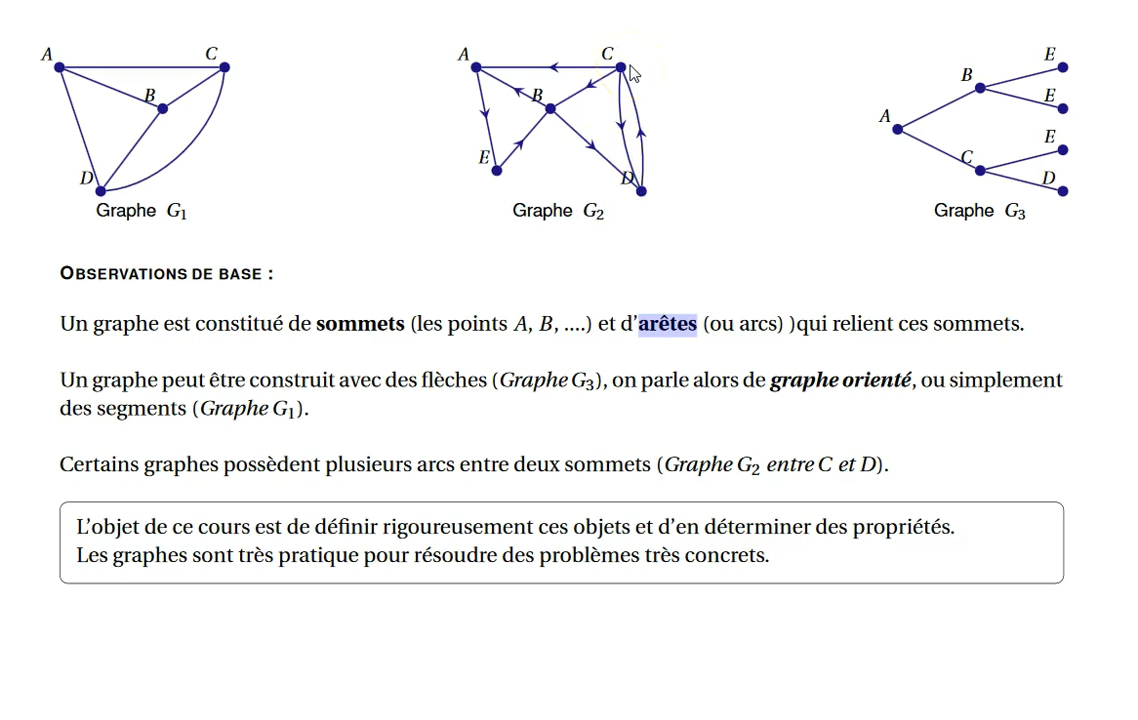 A C A C B E
B B E
A E
D E D C D
Graphe G1 Graphe G2 Graphe G3
OBSERVATIONS DE BASE :
Un graphe est constitué de sommets (les points A, B, ....) et d'arêtes (ou arcs) )qui relient ces sommets.
Un graphe peut être construit avec des flèches (Graphe G3), on parle alors de graphe orienté, ou simplement
des segments (Graphe G1).
Certains graphes possèdent plusieurs arcs entre deux sommets (Graphe G2 entre C et D).
L'objet de ce cours est de définir rigoureusement ces objets et d'en déterminer des propriétés.
Les graphes sont très pratique pour résoudre des problèmes très concrets.